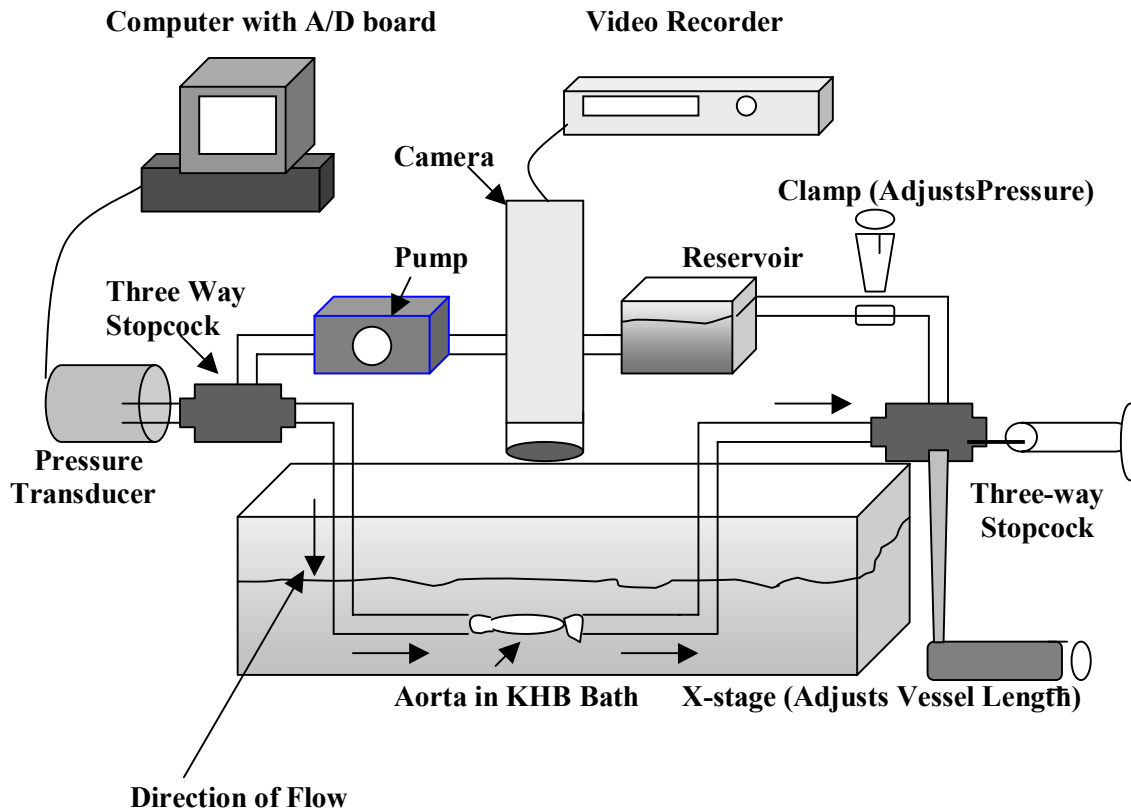 Computer with A/D board
Video Recorder
Camera
Clamp (AdjustsPressure)
Pump
Reservoir
Three Way
Stopcock
Pressure
Transducer
Three-way
Stopcock
Aorta in KHB Bath
X-stage (Adjusts Vessel Length)
Direction of Flow